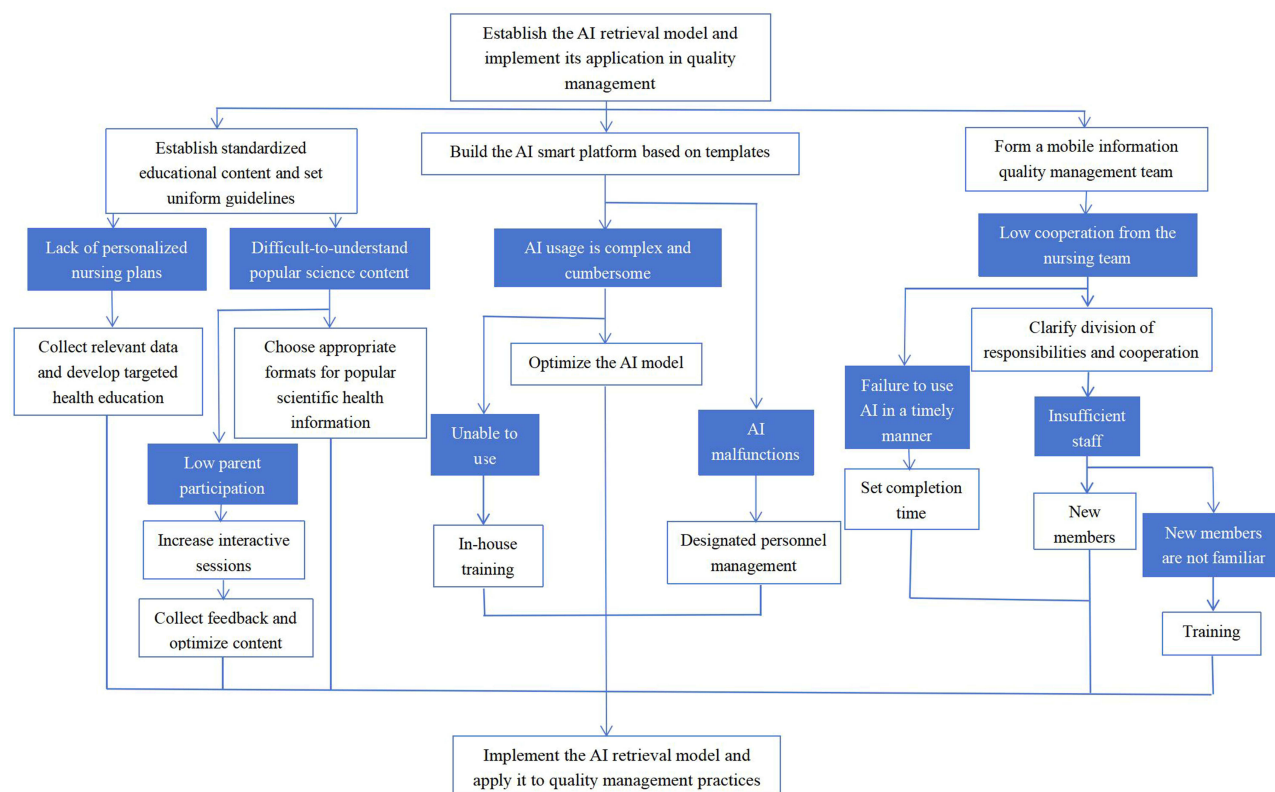 Establish the AI retrieval model and
implement its application in quality
management
Establish standardized
educational content and set
uniform guidelines
Build the AI smart platform based on templates
Form a mobile information
quality management team
Lack of personalized
nursing plans
Difficult-to-understand
popular science content
AI usage is complex and
cumbersome
Low cooperation from the
nursing team
Collect relevant data
and develop targeted
health education
Choose appropriate
formats for popular
scientific health
information
Optimize the AI model
Clarify division of
responsibilities and cooperation
Failure to use
AI in a timely
manner
Unable to
use
AI
malfunctions
Insufficient
staff
Low parent
participation
Set completion
time
New
members
New members
are not familiar
Increase interactive
sessions
In-house
training
Designated personnel
management
Collect feedback and
optimize content
Training
Implement the AI retrieval model and
apply it to quality management practices